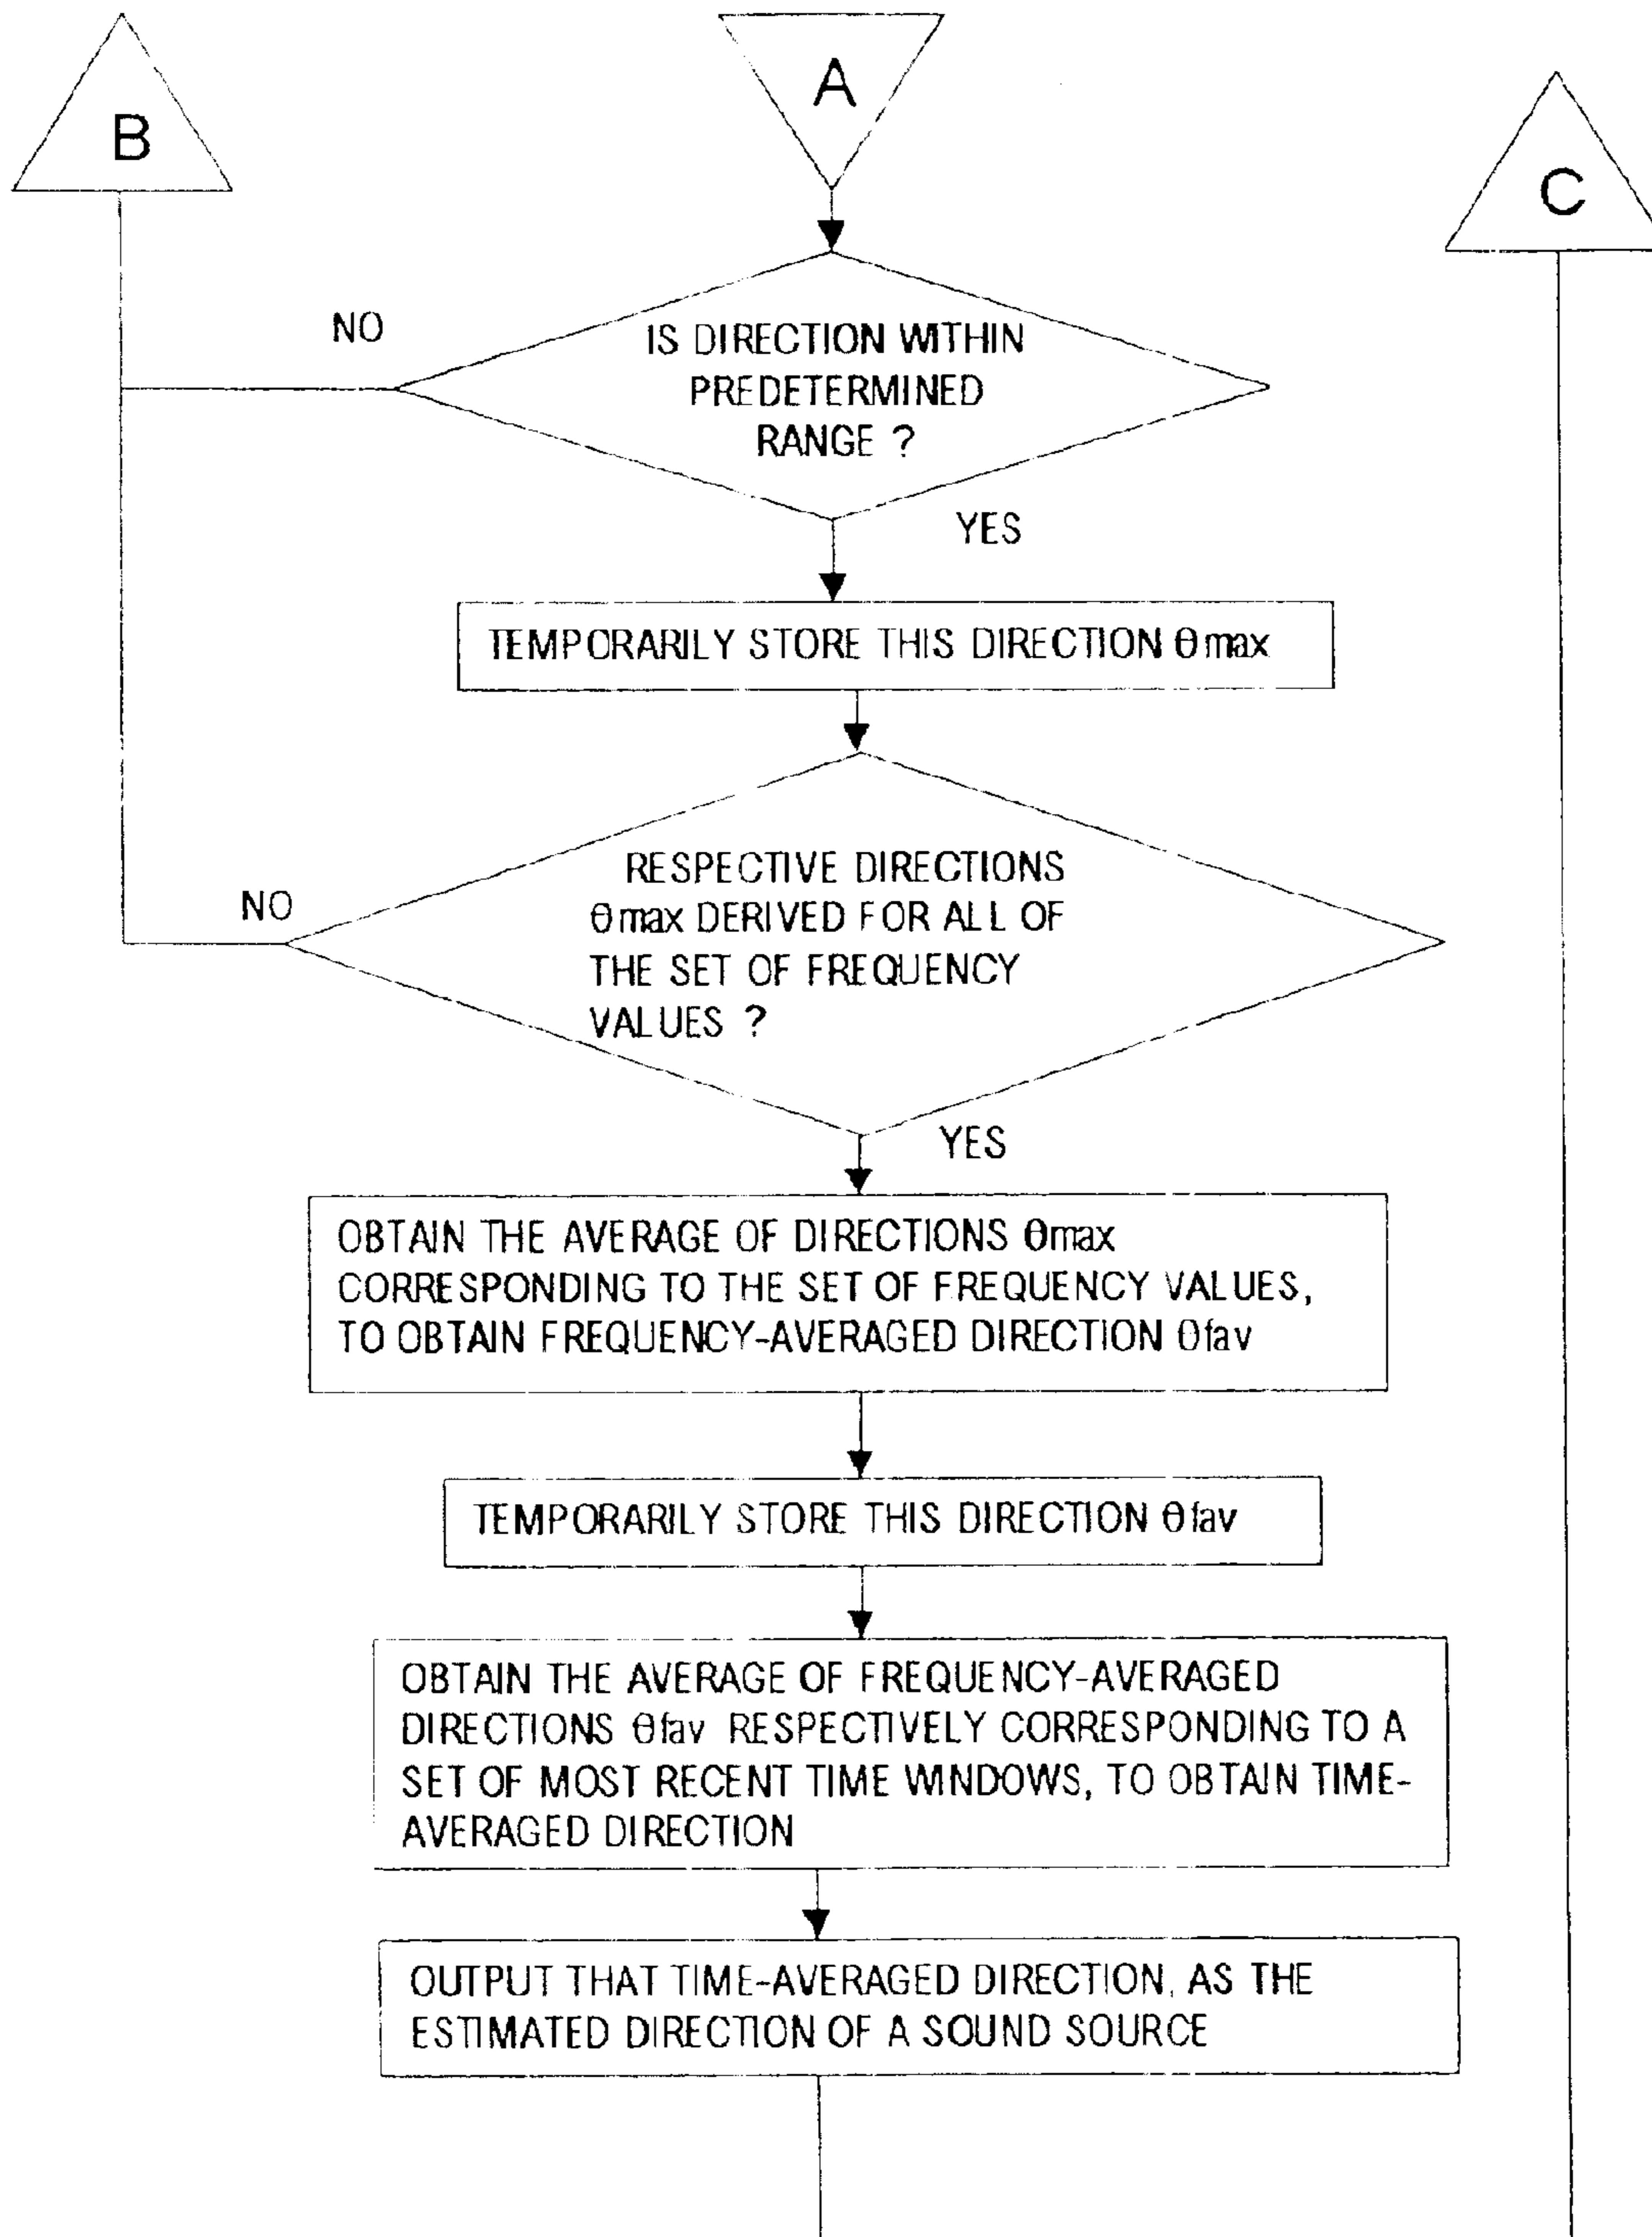 B
A
C
NO
IS DIRECTION WITHIN
PREDETERMINED
RANGE ?
YES
TEMPORARILY STORE THIS DIRECTION θmax
RESPECTIVE DIRECTIONS
θmax DERIVED FOR ALL OF
THE SET OF FREQUENCY
VALUES ?
NO
YES
OBTAIN THE AVERAGE OF DIRECTIONS θmax
CORRESPONDING TO THE SET OF FREQUENCY VALUES,
TO OBTAIN FREQUENCY-AVERAGED DIRECTION θfav
TEMPORARILY STORE THIS DIRECTION θfav
OBTAIN THE AVERAGE OF FREQUENCY-AVERAGED
DIRECTIONS θfav RESPECTIVELY CORRESPONDING TO A
SET OF MOST RECENT TIME WINDOWS, TO OBTAIN TIME-
AVERAGED DIRECTION
OUTPUT THAT TIME-AVERAGED DIRECTION, AS THE
ESTIMATED DIRECTION OF A SOUND SOURCE